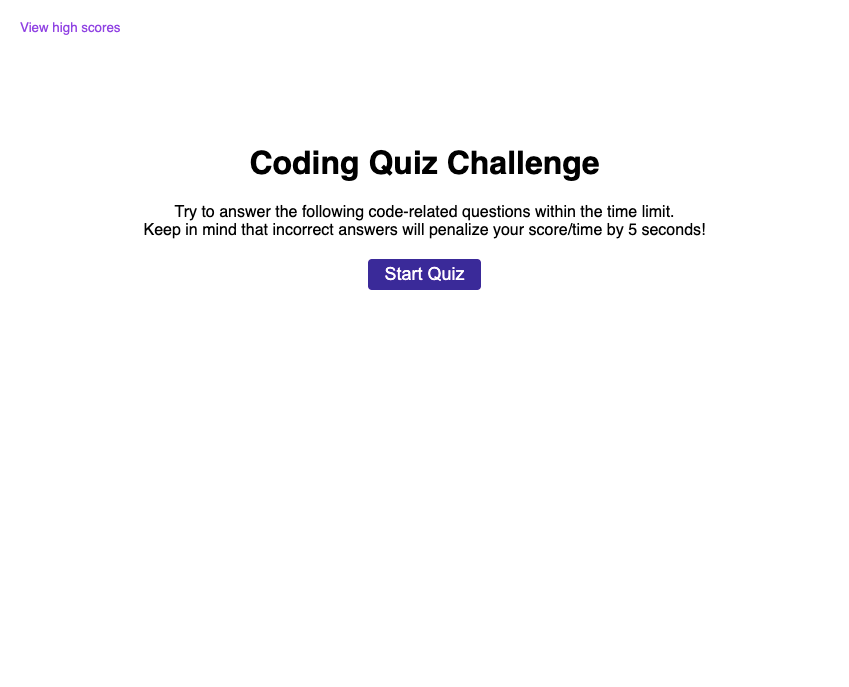 View high scores
Coding Quiz Challenge
Try to answer the following code-related questions within the time limit.
Keep in mind that incorrect answers will penalize your score/time by 5 seconds!
Start Quiz